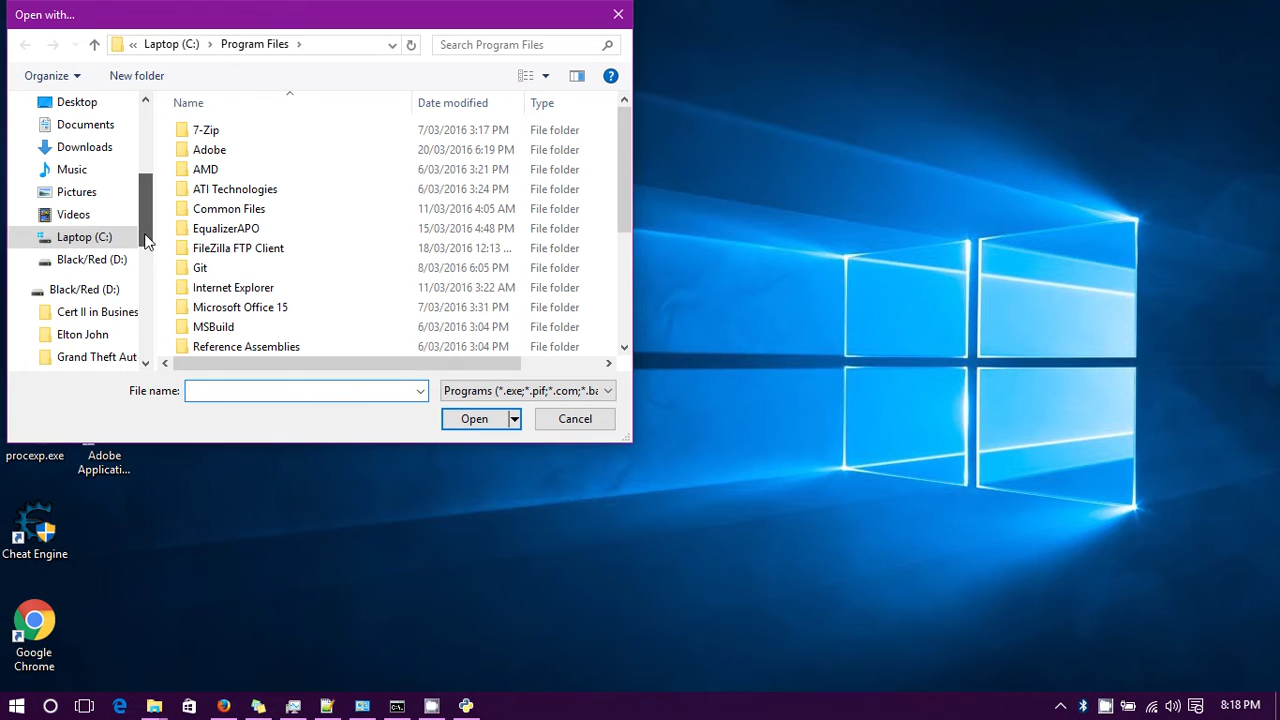 Open with...
« Laptop (C:) > Program Files >
Search Program Files
Organize
New folder
Desktop
Documents
Downloads
Music
Pictures
Videos
Laptop (C:)
Black/Red (D:)
Black/Red (D:)
Cert II in Busines
Elton John
Grand Theft Aut
Name Date modified Type
7-Zip 7/03/2016 3:17 PM File folder
Adobe 20/03/2016 6:19 PM File folder
AMD 6/03/2016 3:21 PM File folder
ATI Technologies 6/03/2016 3:24 PM File folder
Common Files 11/03/2016 4:05 AM File folder
EqualizerAPO 15/03/2016 4:48 PM File folder
FileZilla FTP Client 18/03/2016 12:13 ... File folder
Git 8/03/2016 6:05 PM File folder
Internet Explorer 11/03/2016 3:22 AM File folder
Microsoft Office 15 7/03/2016 3:31 PM File folder
MSBuild 6/03/2016 3:04 PM File folder
Reference Assemblies 6/03/2016 3:04 PM File folder
File name:
Programs (*.exe;*.pif;*.com;*.ba
Open
Cancel
procexp.exe
Adobe
Applicati...
Cheat Engine
Google
Chrome
8:18 PM